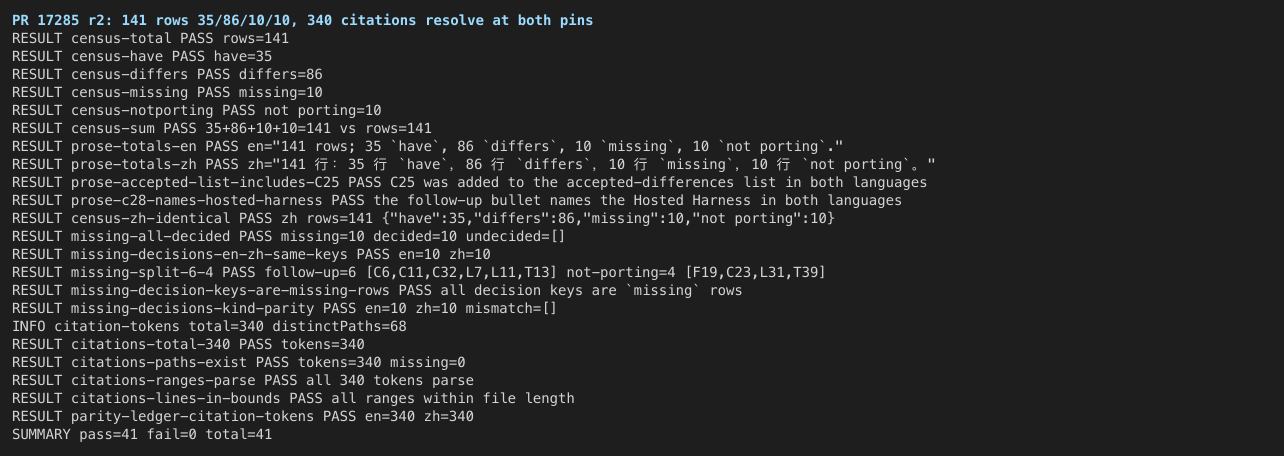 PR 17285 r2: 141 rows 35/86/10/10, 340 citations resolve at both pins
RESULT census-total PASS rows=141
RESULT census-have PASS have=35
RESULT census-differs PASS differs=86
RESULT census-missing PASS missing=10
RESULT census-notporting PASS not porting=10
RESULT census-sum PASS 35+86+10+10=141 vs rows=141
RESULT prose-totals-en PASS en="141 rows; 35 `have`, 86 `differs`, 10 `missing`, 10 `not porting`."
RESULT prose-totals-zh PASS zh="141 行：35 行 `have`，86 行 `differs`，10 行 `missing`，10 行 `not porting`。"
RESULT prose-accepted-list-includes-C25 PASS C25 was added to the accepted-differences list in both languages
RESULT prose-c28-names-hosted-harness PASS the follow-up bullet names the Hosted Harness in both languages
RESULT census-zh-identical PASS zh rows=141 {"have":35,"differs":86,"missing":10,"not porting":10}
RESULT missing-all-decided PASS missing=10 decided=10 undecided=[]
RESULT missing-decisions-en-zh-same-keys PASS en=10 zh=10
RESULT missing-split-6-4 PASS follow-up=6 [C6,C11,C32,L7,L11,T13] not-porting=4 [F19,C23,L31,T39]
RESULT missing-decision-keys-are-missing-rows PASS all decision keys are `missing` rows
RESULT missing-decisions-kind-parity PASS en=10 zh=10 mismatch=[]
INFO citation-tokens total=340 distinctPaths=68
RESULT citations-total-340 PASS tokens=340
RESULT citations-paths-exist PASS tokens=340 missing=0
RESULT citations-ranges-parse PASS all 340 tokens parse
RESULT citations-lines-in-bounds PASS all ranges within file length
RESULT parity-ledger-citation-tokens PASS en=340 zh=340
SUMMARY pass=41 fail=0 total=41